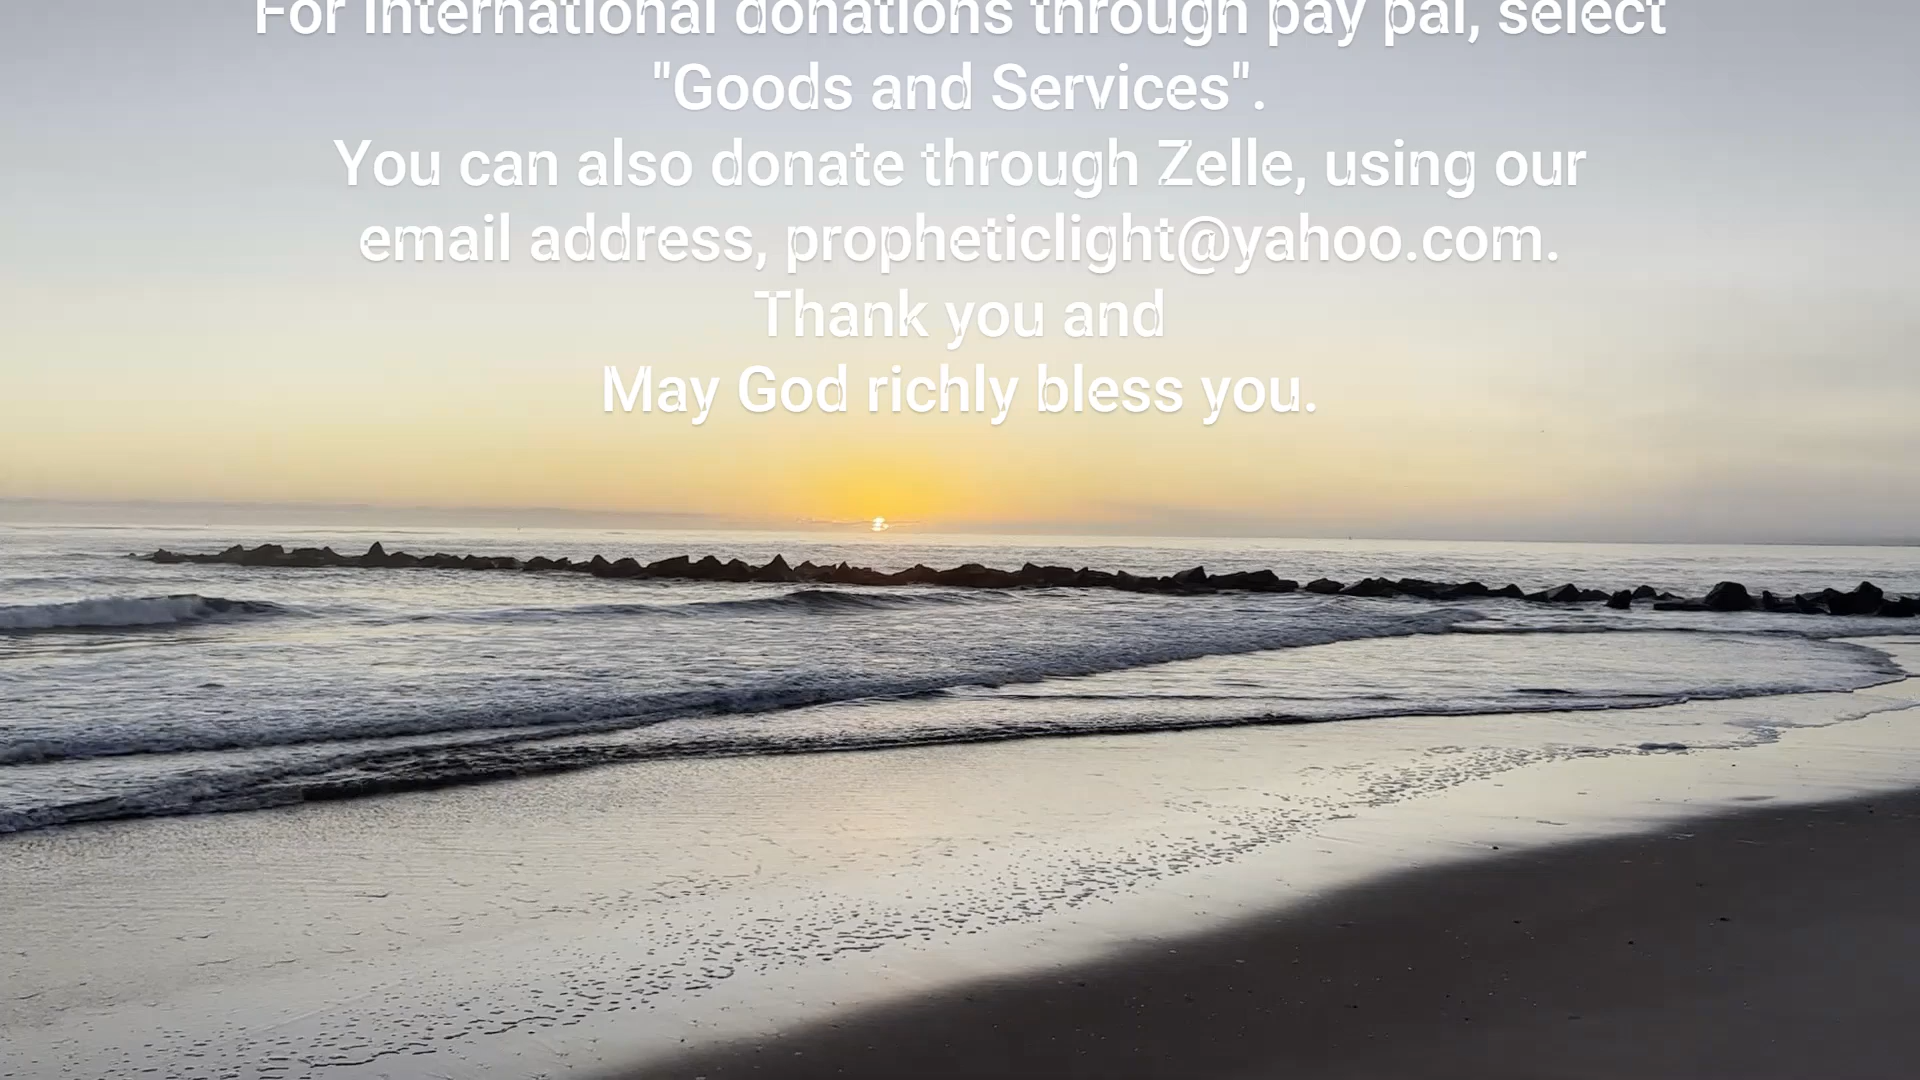 For International donations through pay pal, select
"Goods and Services".
You can also donate through Zelle, using our
email address, propheticlight@yahoo.com.
Thank you and
May God richly bless you.